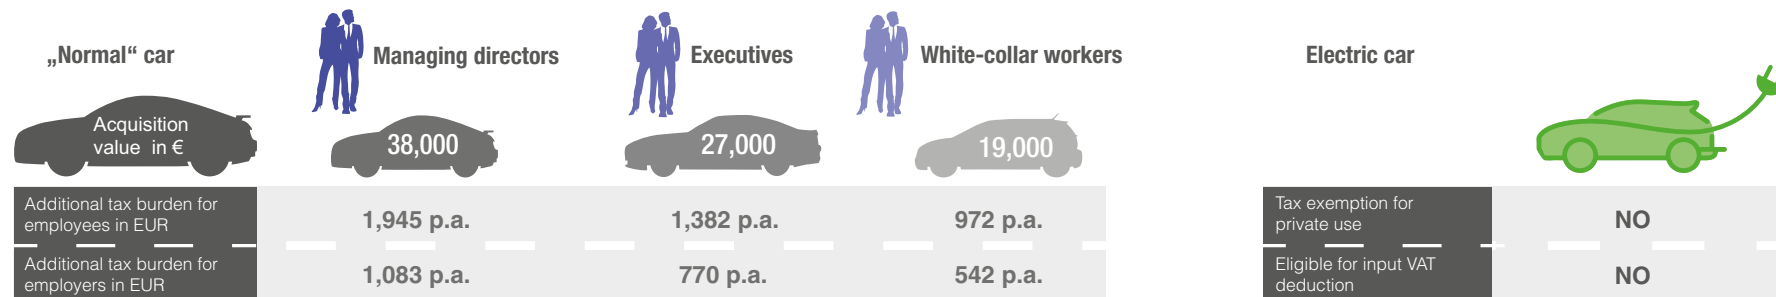 „Normal“ car
Managing directors
Executives
White-collar workers
Electric car
Acquisition
value in €
38,000
27,000
19,000
Additional tax burden for
employees in EUR
1,945 p.a.
1,382 p.a.
972 p.a.
Additional tax burden for
employers in EUR
1,083 p.a.
770 p.a.
542 p.a.
Tax exemption for
private use
NO
Eligible for input VAT
deduction
NO